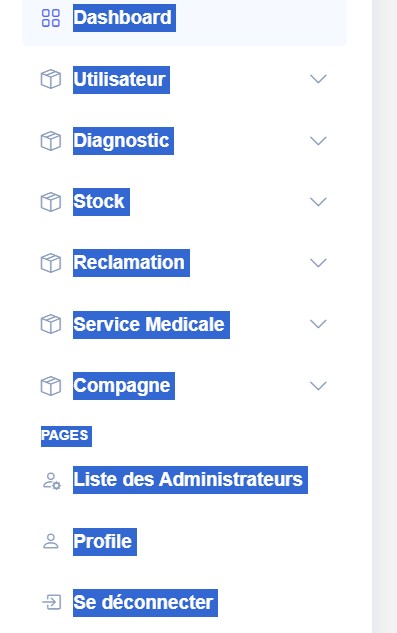 Dashboard
Utilisateur
Diagnostic
Stock
Reclamation
Service Medicale
Compagne
PAGES
Liste des Administrateurs
Profile
Se déconnecter